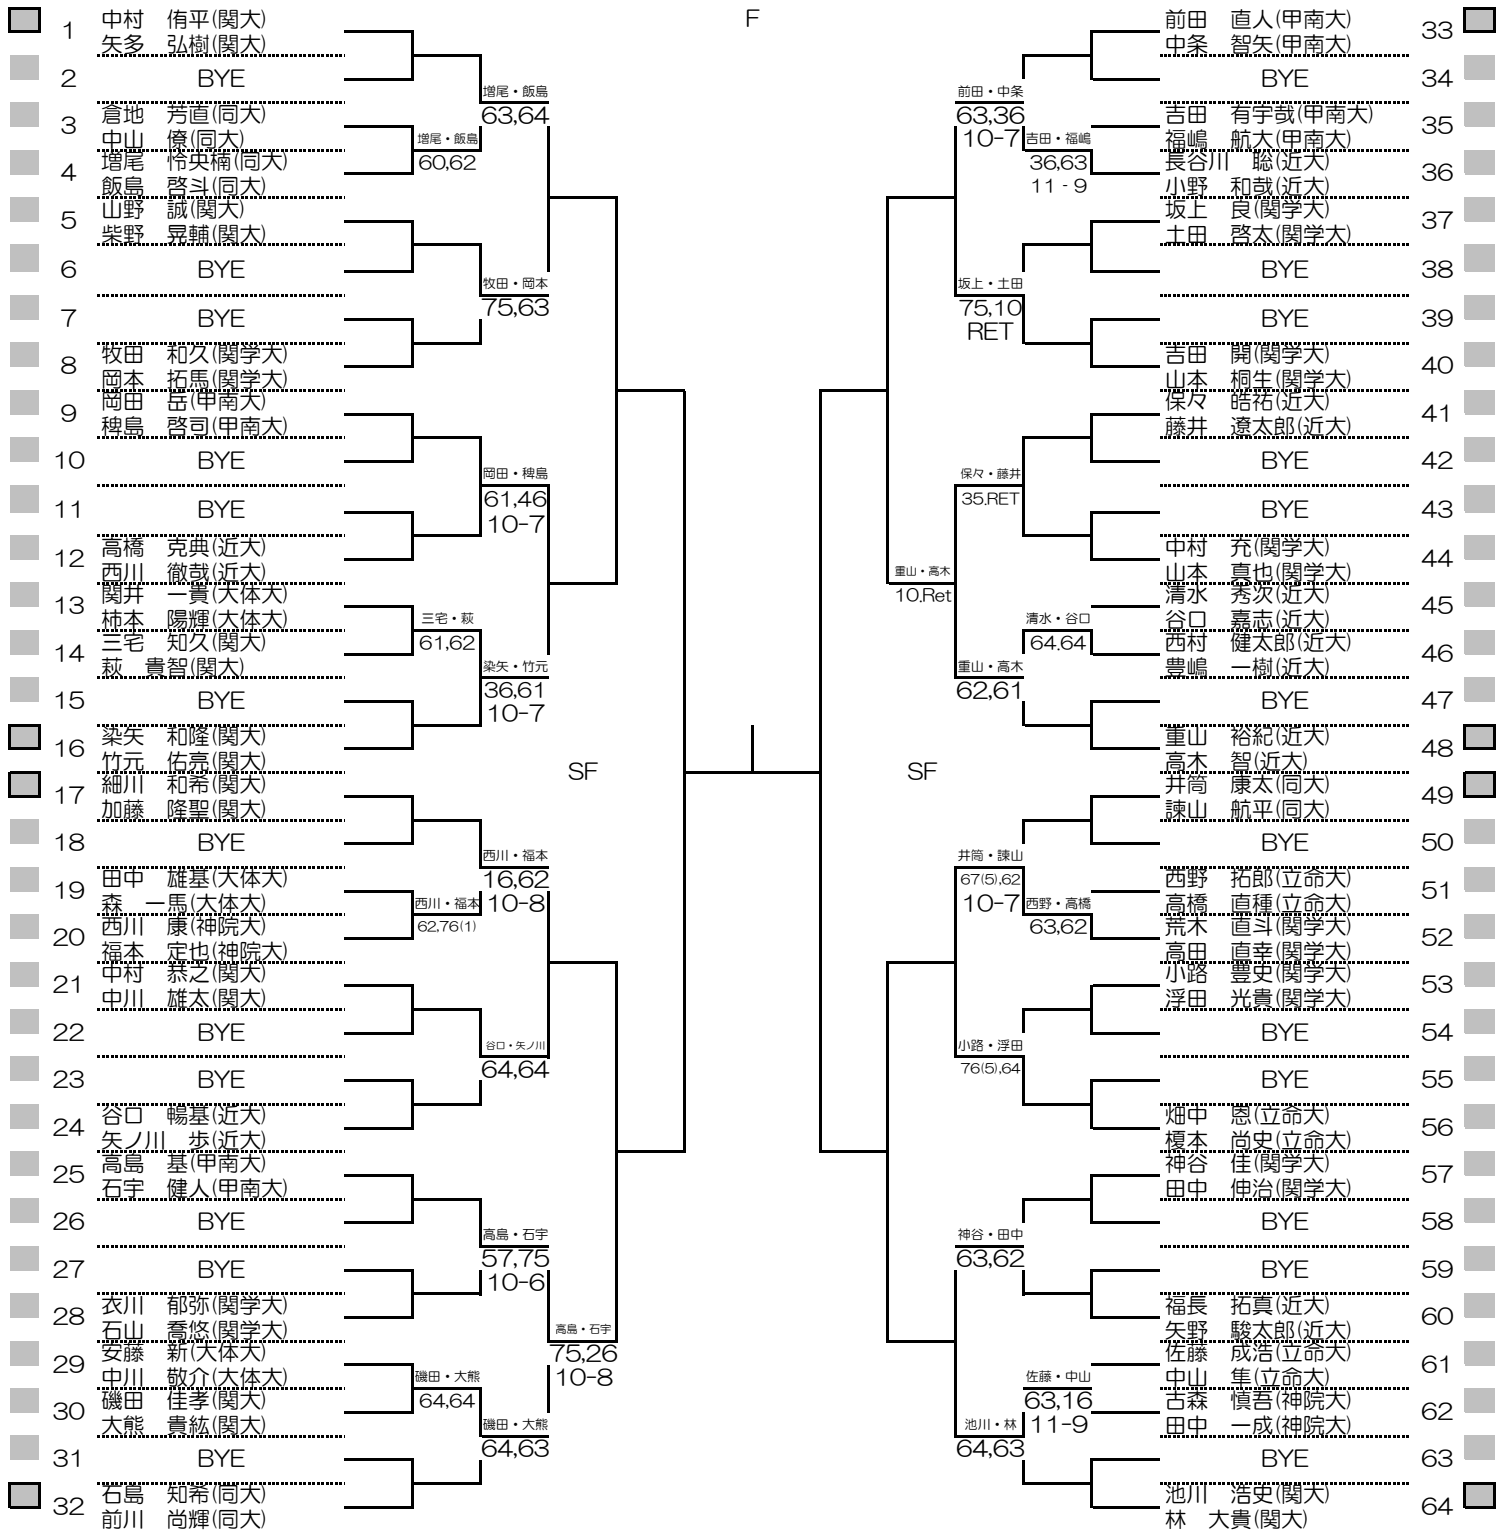 F
1
中村　侑平(関大)
矢多　弘樹(関大)
2
BYE
増尾・飯島
63,64
3
倉地　芳直(同大)
中山　僚(同大)
増尾・飯島
60,62
4
増尾　怜央楠(同大)
飯島　啓斗(同大)
5
山野　誠(関大)
柴野　晃輔(関大)
6
BYE
牧田・岡本
75,63
7
BYE
8
牧田　和久(関学大)
岡本　拓馬(関学大)
9
岡田　岳(甲南大)
稗島　啓司(甲南大)
10
BYE
岡田・稗島
61,46
10-7
11
BYE
12
高橋　克典(近大)
西川　徹哉(近大)
13
関井　一貴(大体大)
柿本　陽輝(大体大)
三宅・萩
61,62
14
三宅　知久(関大)
萩　貴智(関大)
染矢・竹元
36,61
10-7
15
BYE
16
染矢　和隆(関大)
竹元　佑亮(関大)
SF
17
細川　和希(関大)
加藤　隆聖(関大)
18
BYE
西川・福本
16,62
10-8
19
田中　雄基(大体大)
森　一馬(大体大)
西川・福本
62,76(1)
20
西川　康(神院大)
福本　定也(神院大)
21
中村　恭之(関大)
中川　雄太(関大)
22
BYE
谷口・矢ノ川
64,64
23
BYE
24
谷口　暢基(近大)
矢ノ川　歩(近大)
25
高島　基(甲南大)
石宇　健人(甲南大)
26
BYE
高島・石宇
57,75
10-6
27
BYE
28
衣川　郁弥(関学大)
石山　喬悠(関学大)
高島・石宇
75,26
10-8
29
安藤　新(大体大)
中川　敬介(大体大)
磯田・大熊
64,64
30
磯田　佳孝(関大)
大熊　貴紘(関大)
磯田・大熊
64,63
31
BYE
32
石島　知希(同大)
前川　尚輝(同大)
前田　直人(甲南大)
中条　智矢(甲南大)
33
BYE
34
前田・中条
63,36
10-7
吉田　有宇哉(甲南大)
福嶋　航大(甲南大)
35
吉田・福嶋
36,63
11 - 9
長谷川　聡(近大)
小野　和哉(近大)
36
坂上　良(関学大)
土田　啓太(関学大)
37
BYE
38
坂上・土田
75,10
RET
BYE
39
吉田　開(関学大)
山本　桐生(関学大)
40
保々　皓祐(近大)
藤井　遼太郎(近大)
41
BYE
42
保々・藤井
35.RET
BYE
43
中村　充(関学大)
山本　真也(関学大)
44
重山・高木
10.Ret
清水　秀次(近大)
谷口　嘉志(近大)
45
清水・谷口
64.64
西村　健太郎(近大)
豊嶋　一樹(近大)
46
重山・高木
62,61
BYE
47
重山　裕紀(近大)
高木　智(近大)
48
SF
井筒　康太(同大)
諫山　航平(同大)
49
BYE
50
井筒・諫山
67(5),62
10-7
西野　拓郎(立命大)
高橋　直種(立命大)
51
西野・高橋
63,62
荒木　直斗(関学大)
高田　直幸(関学大)
52
小路　豊史(関学大)
浮田　光貴(関学大)
53
BYE
54
小路・浮田
76(5),64
BYE
55
畑中　恩(立命大)
榎本　尚史(立命大)
56
神谷　佳(関学大)
田中　伸治(関学大)
57
BYE
58
神谷・田中
63,62
BYE
59
福長　拓真(近大)
矢野　駿太郎(近大)
60
佐藤　成浩(立命大)
中山　隼(立命大)
61
佐藤・中山
63,16
11-9
古森　慎吾(神院大)
田中　一成(神院大)
62
池川・林
64,63
BYE
63
池川　浩史(関大)
林　大貴(関大)
64